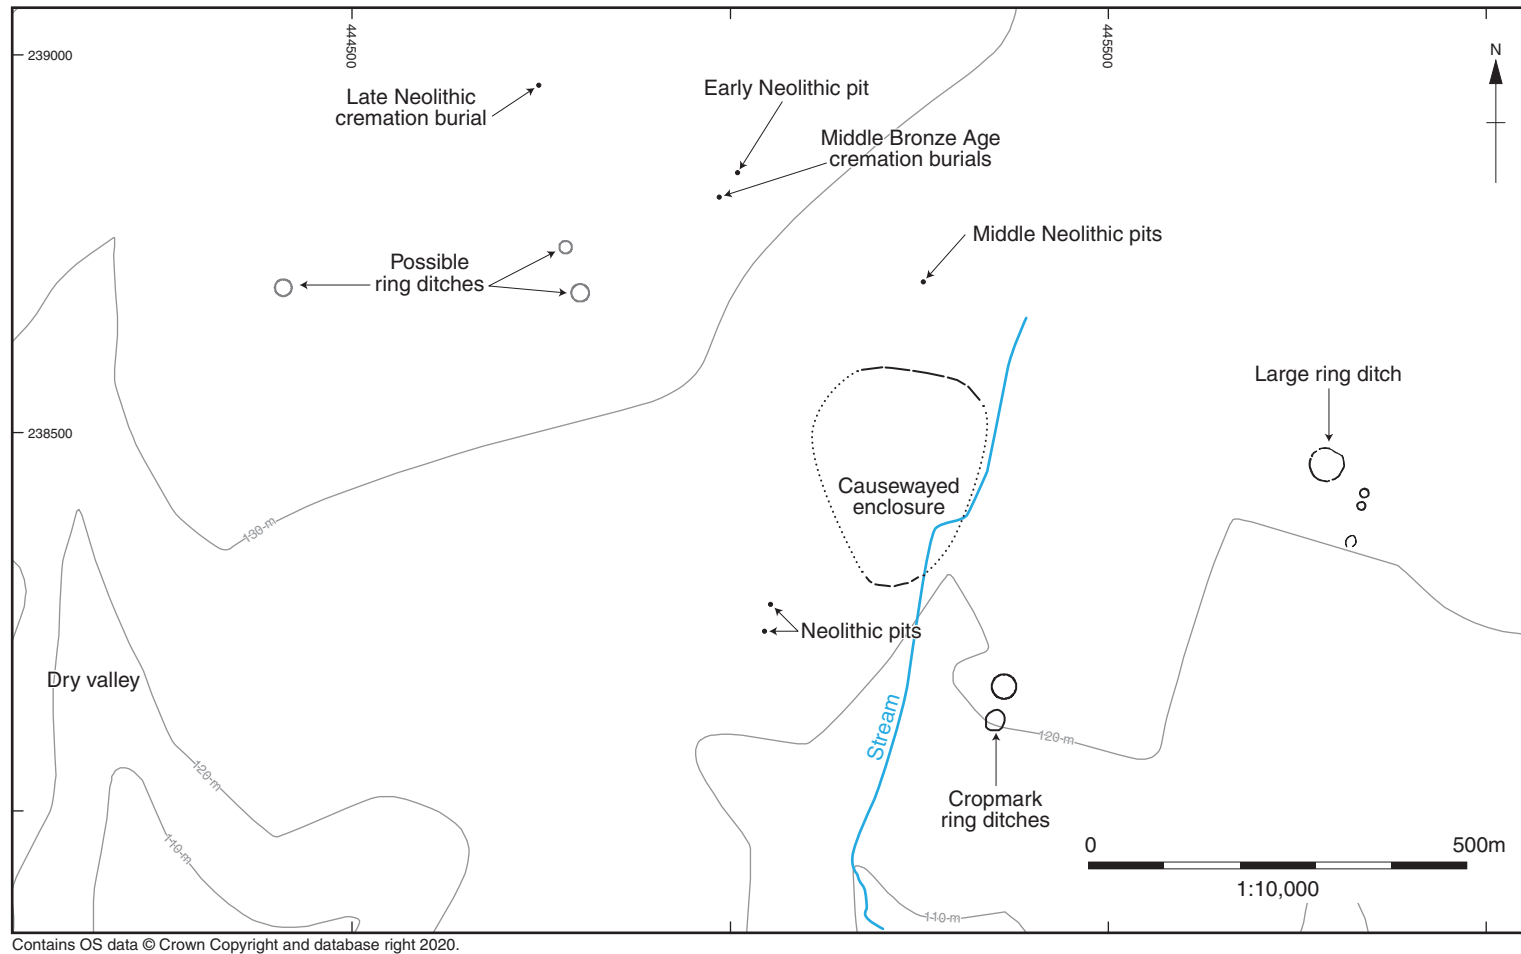 444500
445500
239000
N
Late Neolithic
cremation burial
Early Neolithic pit
Middle Bronze Age
cremation burials
Middle Neolithic pits
Possible
ring ditches
Large ring ditch
238500
Causewayed
enclosure
130 m
Neolithic pits
Dry valley
Stream
120 m
120 m
Cropmark
ring ditches
110 m
0 500m
1:10,000
110 m
Contains OS data © Crown Copyright and database right 2020.